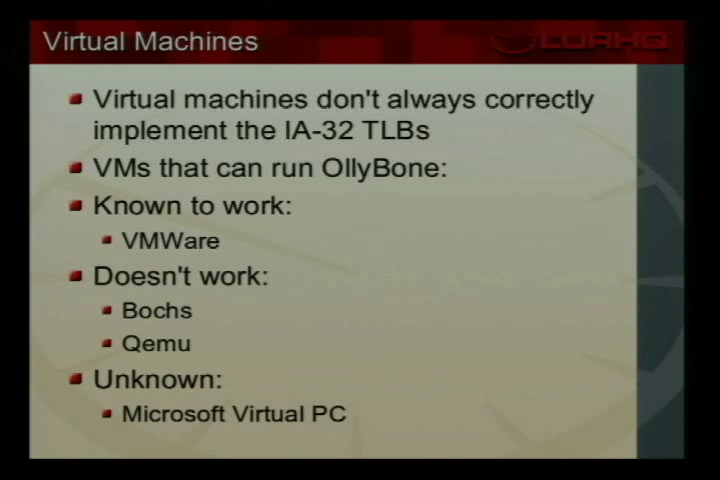 Virtual Machines
LURHQ
Virtual machines don't always correctly
implement the IA-32 TLBs
VMs that can run OllyBone:
Known to work:
VMWare
Doesn't work:
Bochs
Qemu
Unknown:
Microsoft Virtual PC